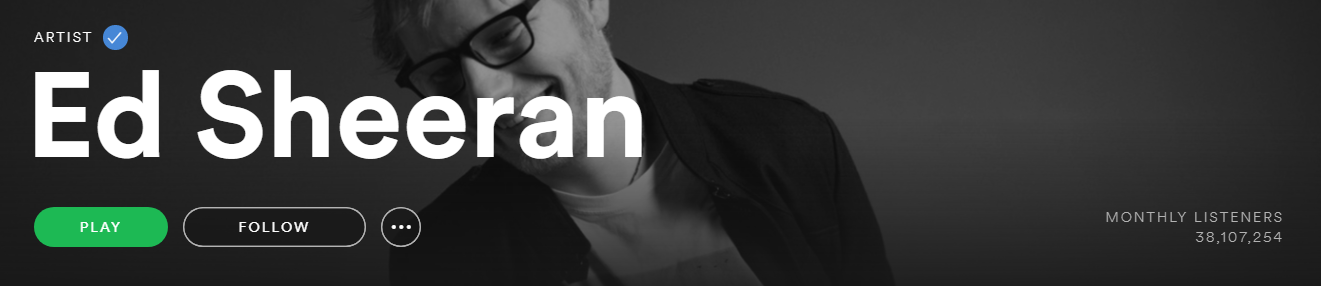 ARTIST
Ed Sheeran
PLAY FOLLOW
MONTHLY LISTENERS
38,107,254